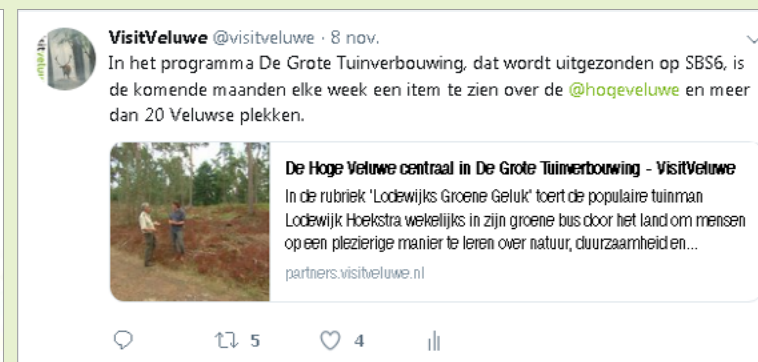 VisitVeluwe @visitveluwe · 8 nov.
In het programma De Grote Tuinverbouwing, dat wordt uitgezonden op SBS6, is
de komende maanden elke week een item te zien over de @hogeveluwe en meer
dan 20 Veluwse plekken.
De Hoge Veluwe centraal in De Grote Tuinverbouwing - VisitVeluwe
In de rubriek 'Lodewijks Groene Geluk' toert de populaire tuinman
Lodewijk Hoekstra wekelijks in zijn groene bus door het land om mensen
op een plezierige manier te leren over natuur, duurzaamheid en...
partners.visitveluwe.nl
5 4